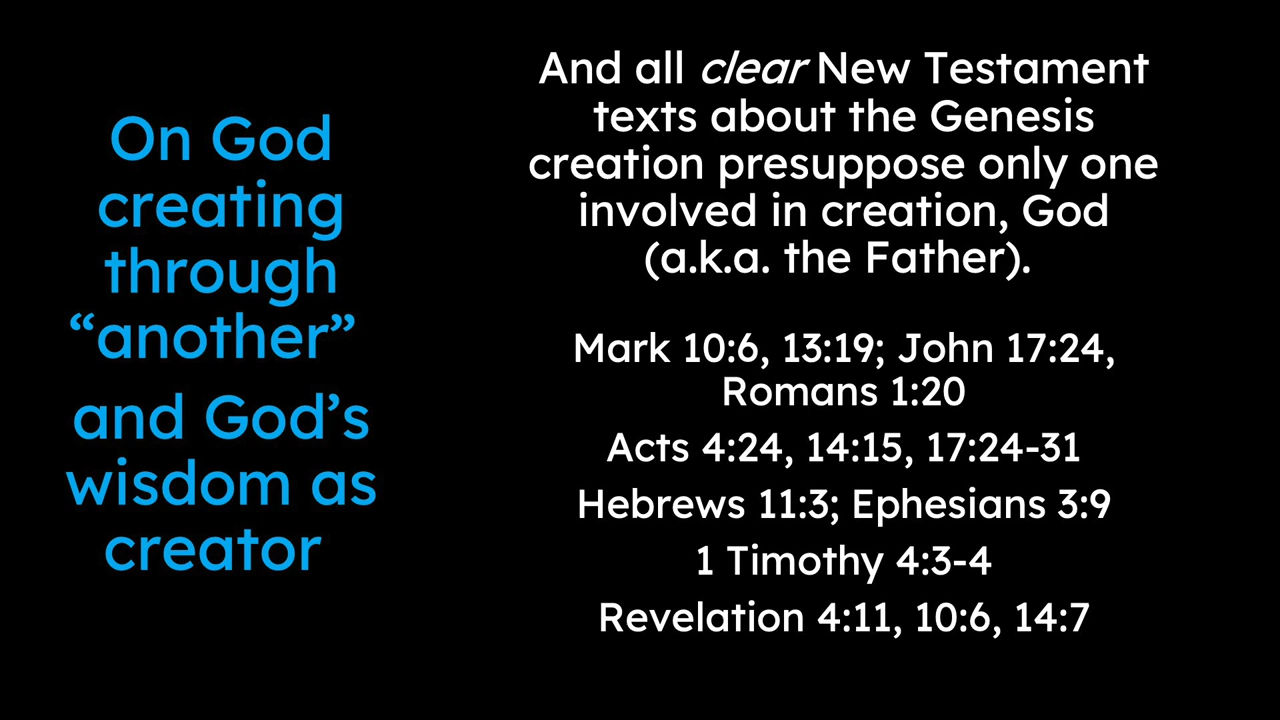 On God
creating
through
“another”
and God’s
wisdom as
creator
And all clear New Testament
texts about the Genesis
creation presuppose only one
involved in creation, God
(a.k.a. the Father).
Mark 10:6, 13:19; John 17:24,
Romans 1:20
Acts 4:24, 14:15, 17:24-31
Hebrews 11:3; Ephesians 3:9
1 Timothy 4:3-4
Revelation 4:11, 10:6, 14:7